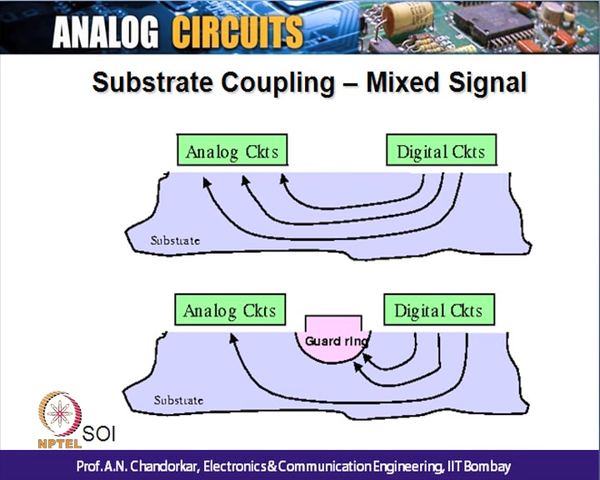 ANALOG CIRCUITS
Substrate Coupling – Mixed Signal
Analog Ckts
Digital Ckts
Substrate
Analog Ckts
Digital Ckts
Guard ring
Substrate
NPTEL
SOI
Prof. A.N. Chandorkar, Electronics & Communication Engineering, IIT Bombay